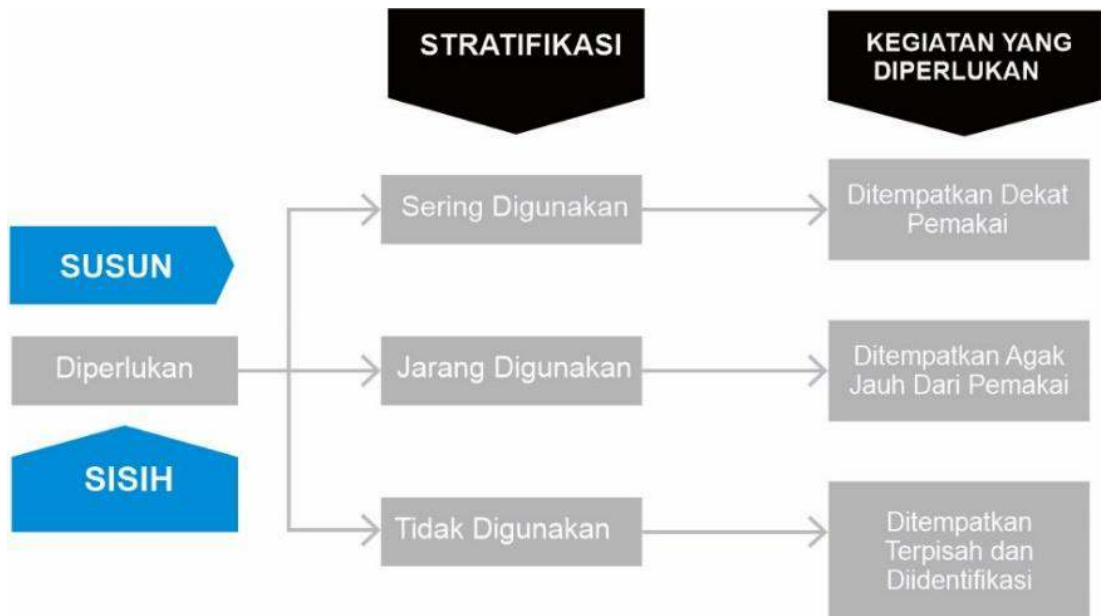 STRATIFIKASI
KEGIATAN YANG
DIPERLUKAN
SUSUN
Diperlukan
SISIH
Sering Digunakan
Ditempatkan Dekat
Pemakai
Jarang Digunakan
Ditempatkan Agak
Jauh Dari Pemakai
Tidak Digunakan
Ditempatkan
Terpisah dan
Diidentifikasi